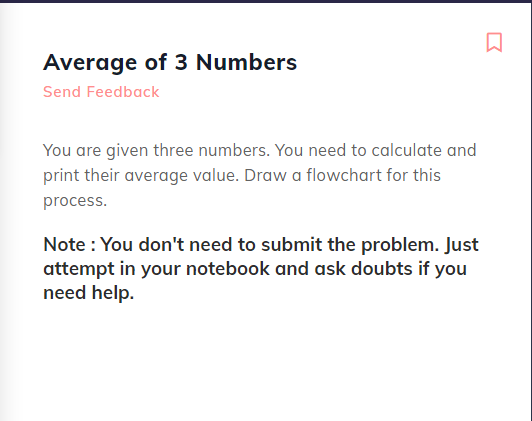 Average of 3 Numbers
Send Feedback
You are given three numbers. You need to calculate and
print their average value. Draw a flowchart for this
process.
Note : You don't need to submit the problem. Just
attempt in your notebook and ask doubts if you
need help.